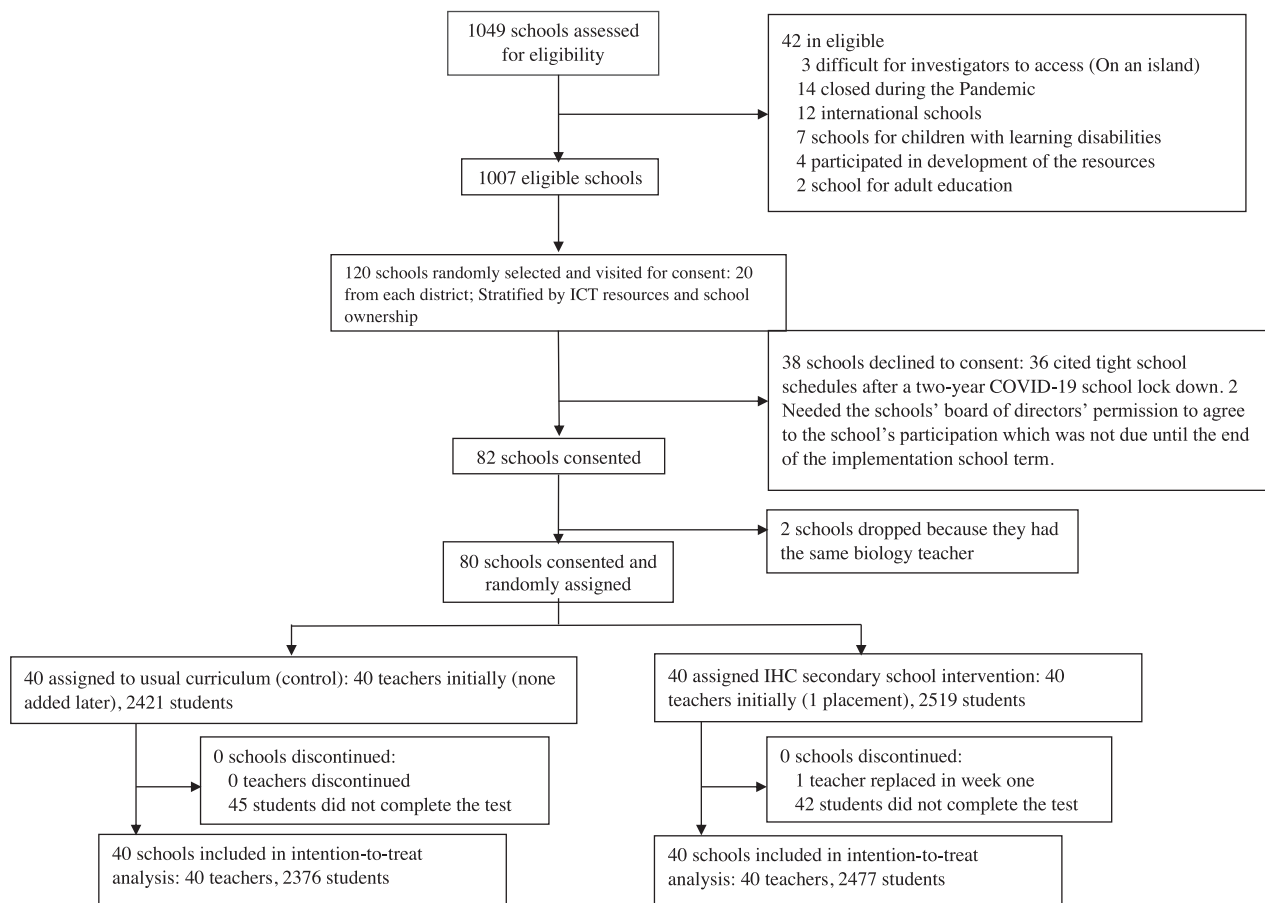 1049 schools assessed
for eligibility
42 in eligible
3 difficult for investigators to access (On an island)
14 closed during the Pandemic
12 international schools
7 schools for children with learning disabilities
4 participated in development of the resources
2 school for adult education
1007 eligible schools
120 schools randomly selected and visited for consent: 20
from each district; Stratified by ICT resources and school
ownership
38 schools declined to consent: 36 cited tight school
schedules after a two-year COVID-19 school lock down. 2
Needed the schools’ board of directors’ permission to agree
to the school’s participation which was not due until the end
of the implementation school term.
82 schools consented
2 schools dropped because they had
the same biology teacher
80 schools consented and
randomly assigned
40 assigned to usual curriculum (control): 40 teachers initially (none
added later), 2421 students
40 assigned IHC secondary school intervention: 40
teachers initially (1 placement), 2519 students
0 schools discontinued:
0 teachers discontinued
45 students did not complete the test
0 schools discontinued:
1 teacher replaced in week one
42 students did not complete the test
40 schools included in intention-to-treat
analysis: 40 teachers, 2376 students
40 schools included in intention-to-treat
analysis: 40 teachers, 2477 students